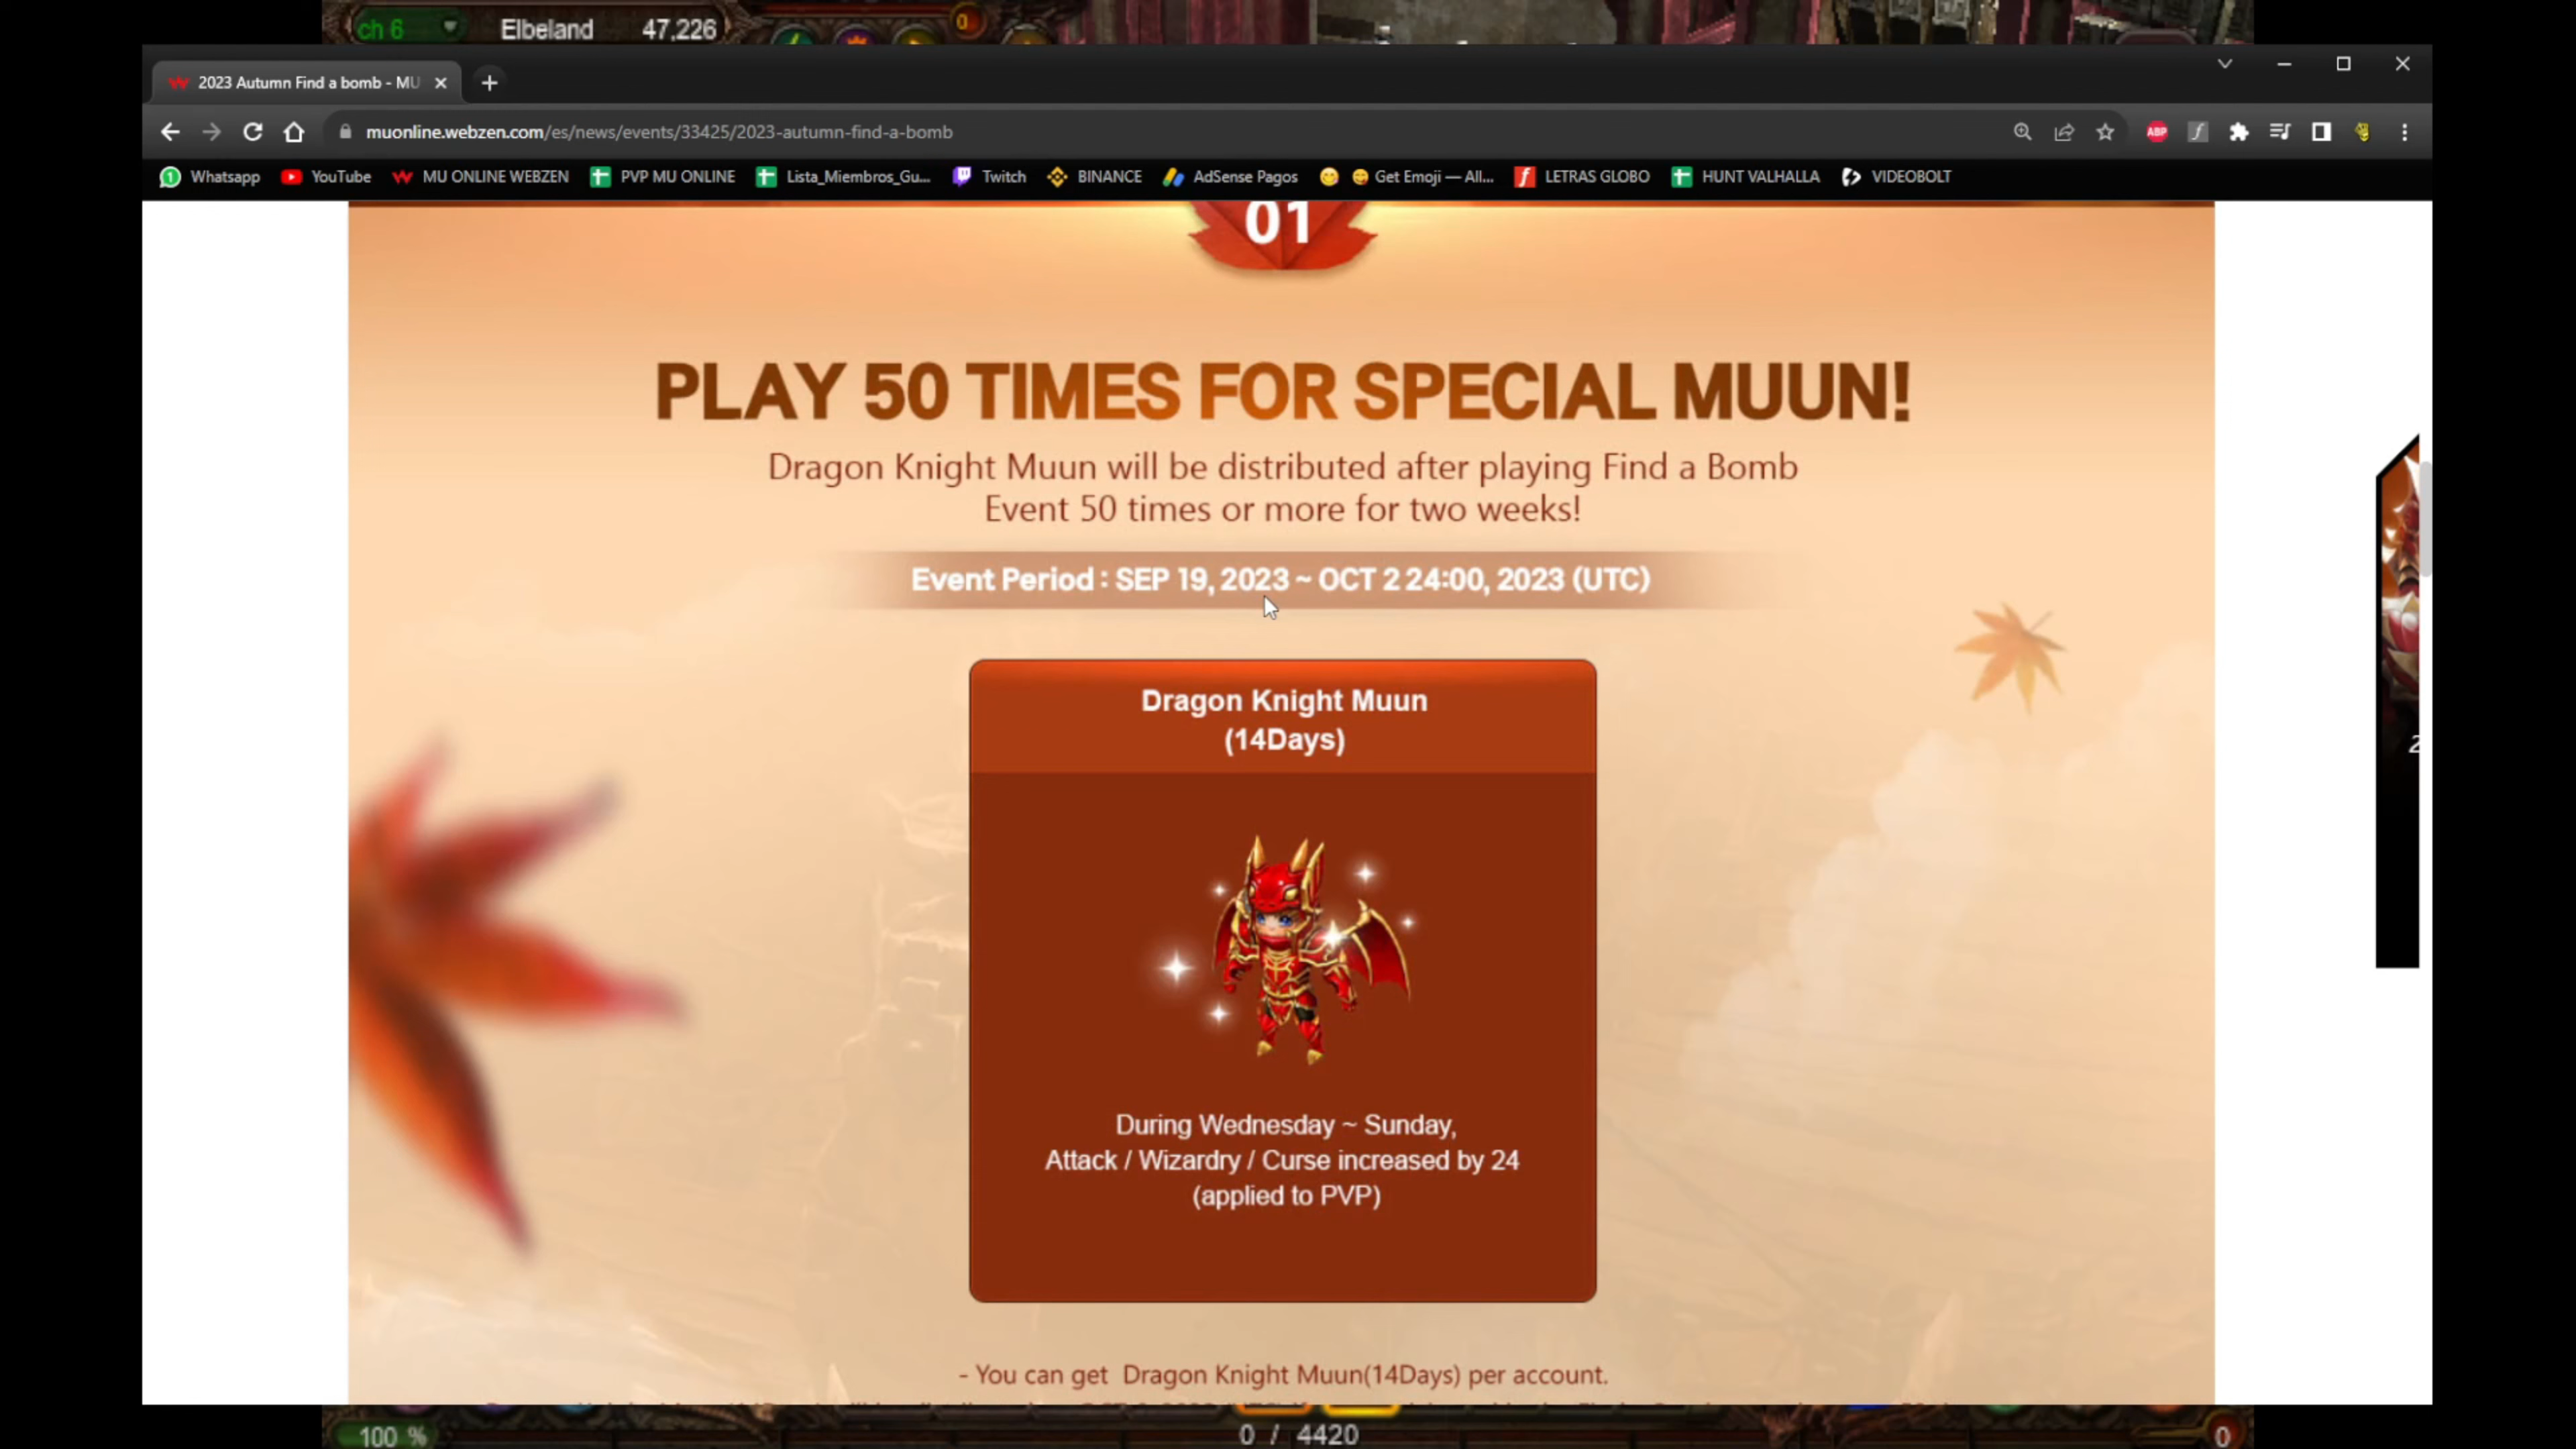 ch 6 Elbeland 47,226 0
2023 Autumn Find a bomb - MU
muonline.webzen.com/es/news/events/33425/2023-autumn-find-a-bomb
ABP
Whatsapp YouTube MU ONLINE WEBZEN PVP MU ONLINE Lista_Miembros_Gu... Twitch BINANCE AdSense Pagos Get Emoji — All... LETRAS GLOBO HUNT VALHALLA VIDEOBOLT
01
PLAY 50 TIMES FOR SPECIAL MUUN!
Dragon Knight Muun will be distributed after playing Find a Bomb
Event 50 times or more for two weeks!
Event Period : SEP 19, 2023 ~ OCT 2 24:00, 2023 (UTC)
Dragon Knight Muun
(14Days)
During Wednesday ~ Sunday,
Attack / Wizardry / Curse increased by 24
(applied to PVP)
- You can get Dragon Knight Muun(14Days) per account.
100 % 0 / 4420 0